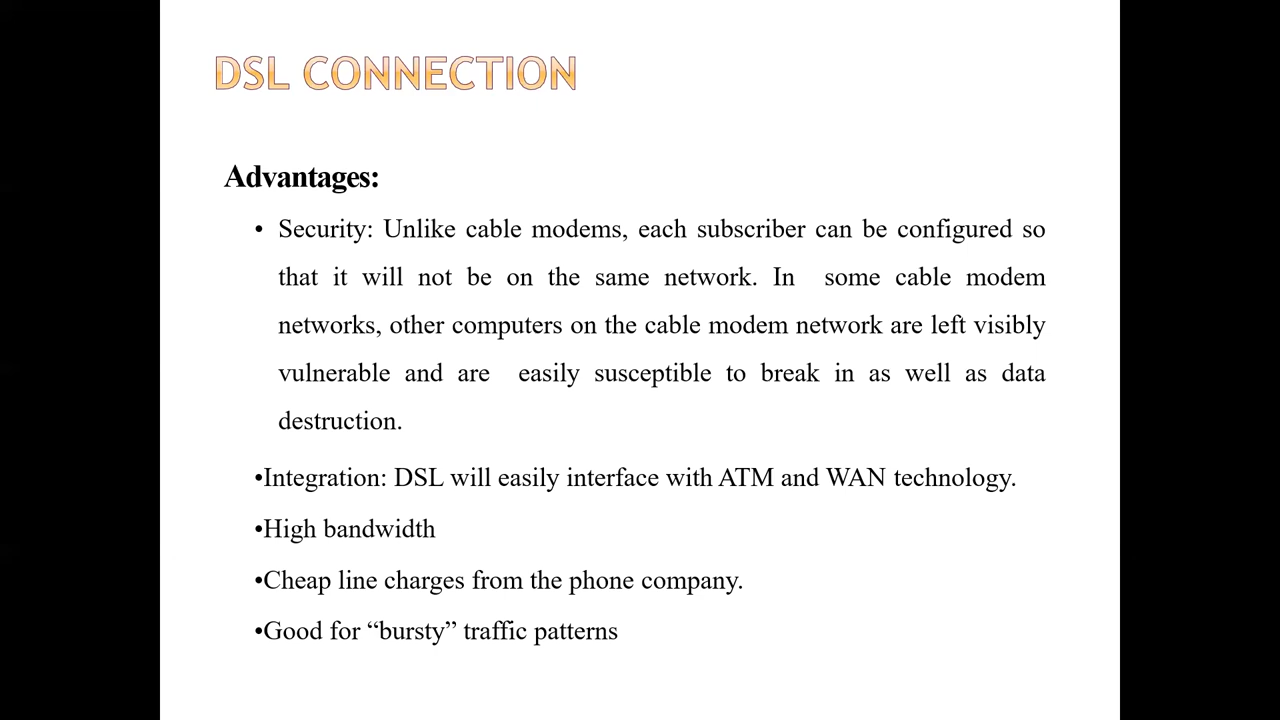 DSL CONNECTION
Advantages:
• Security: Unlike cable modems, each subscriber can be configured so
that it will not be on the same network. In some cable modem
networks, other computers on the cable modem network are left visibly
vulnerable and are easily susceptible to break in as well as data
destruction.
•Integration: DSL will easily interface with ATM and WAN technology.
•High bandwidth
•Cheap line charges from the phone company.
•Good for “bursty” traffic patterns